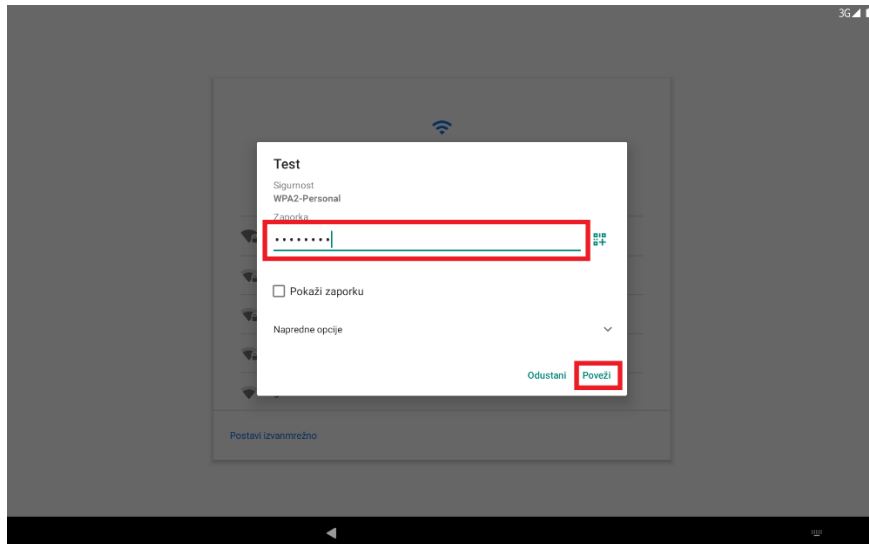 3G
Test
Sigurnost
WPA2-Personal
Zaporka
••••••••
Pokaži zaporku
Napredne opcije
Odustani Poveži
Postavi izvanmrežno